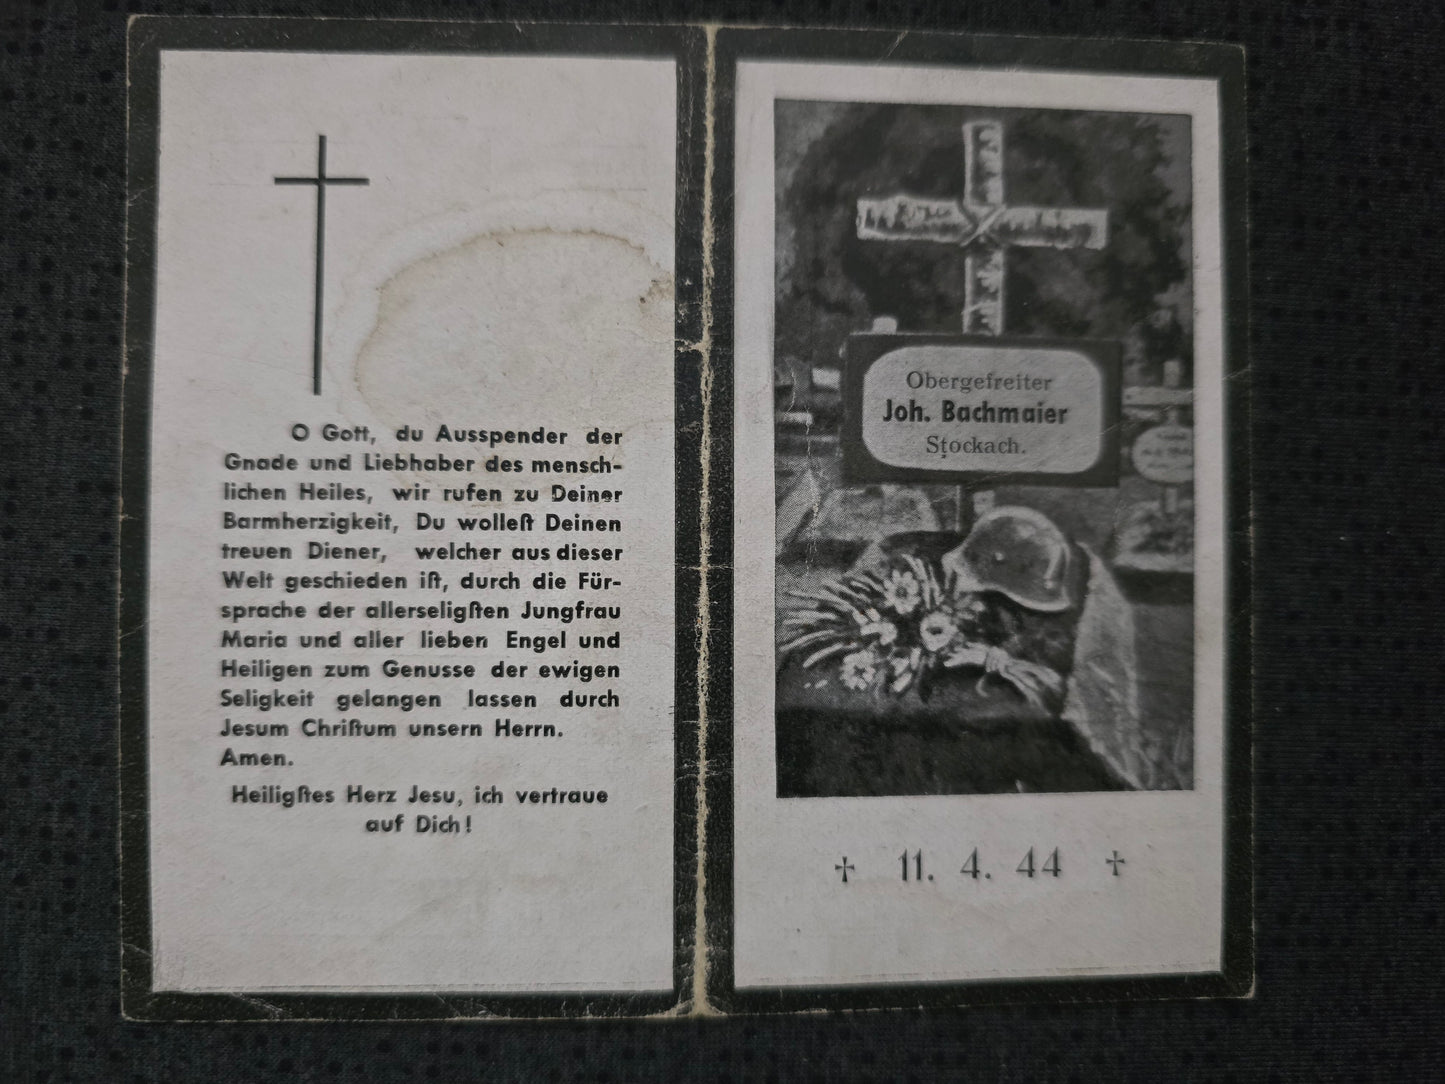 O Gott, du Ausspender der
Gnade und Liebhaber des mensch-
lichen Heiles, wir rufen zu Deiner
Barmherzigkeit, Du wollest Deinen
treuen Diener, welcher aus dieser
Welt geschieden ist, durch die Für-
sprache der allerseligsten Jungfrau
Maria und aller lieben Engel und
Heiligen zum Genusse der ewigen
Seligkeit gelangen lassen durch
Jesum Christum unsern Herrn.
Amen.
Heiligstes Herz Jesu, ich vertraue
auf Dich!
Obergefreiter
Joh. Bachmaier
Stockach.
✝ 11. 4. 44 ✝